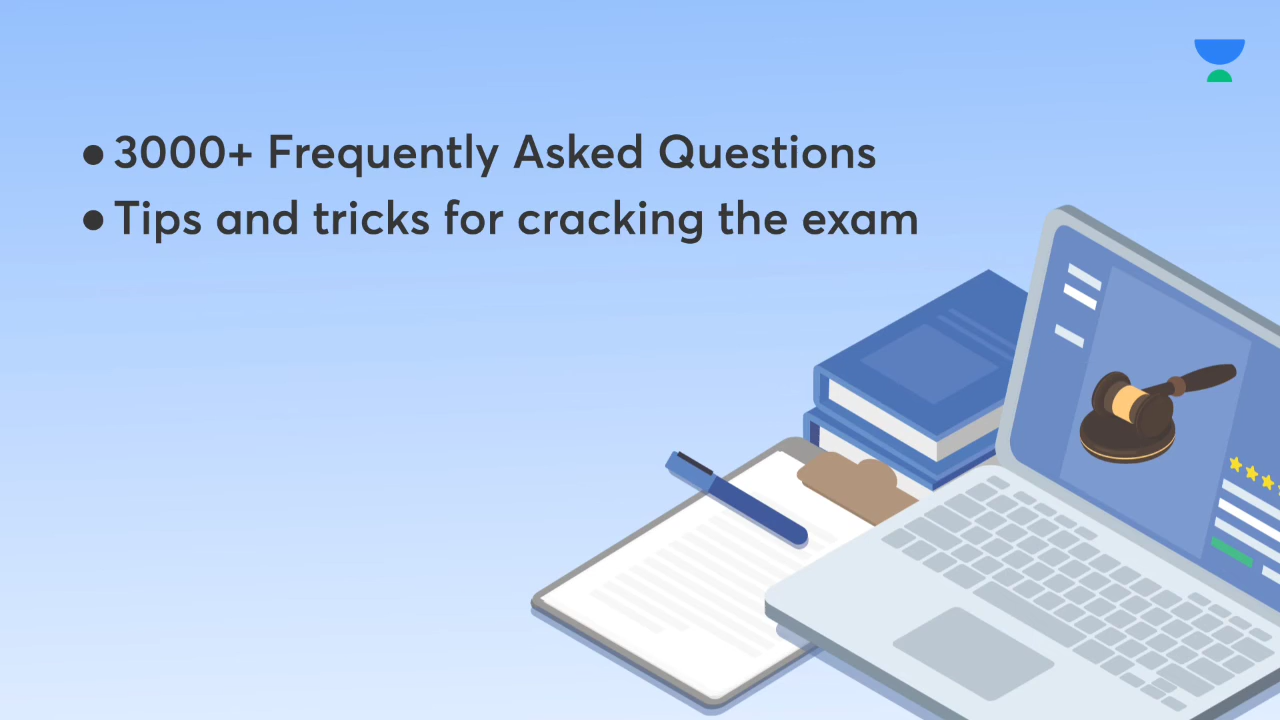 • 3000+ Frequently Asked Questions
• Tips and tricks for cracking the exam